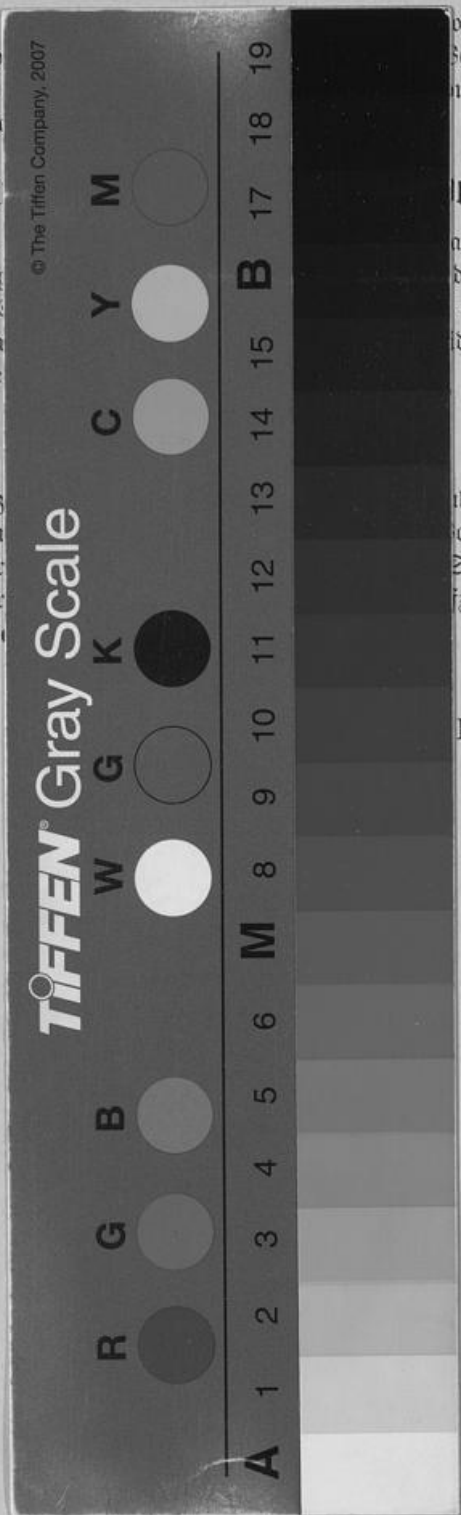 © The Tiffen Company, 2007
TIFFEN® Gray Scale
R G B W G K C Y M
A 1 2 3 4 5 6 M 8 9 10 11 12 13 14 15 B 17 18 19